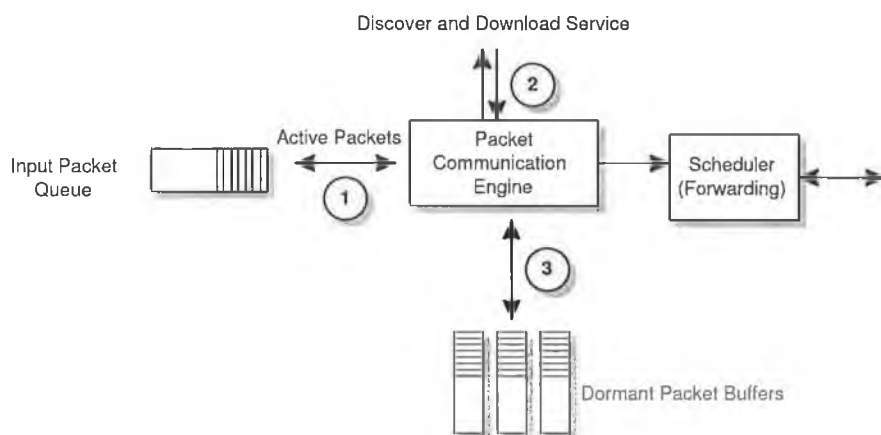 Discover and Download Service
2
Active Packets
Input Packet
Queue
1
Packet
Communication
Engine
Scheduler
(Forwarding)
3
Dormant Packet Buffers